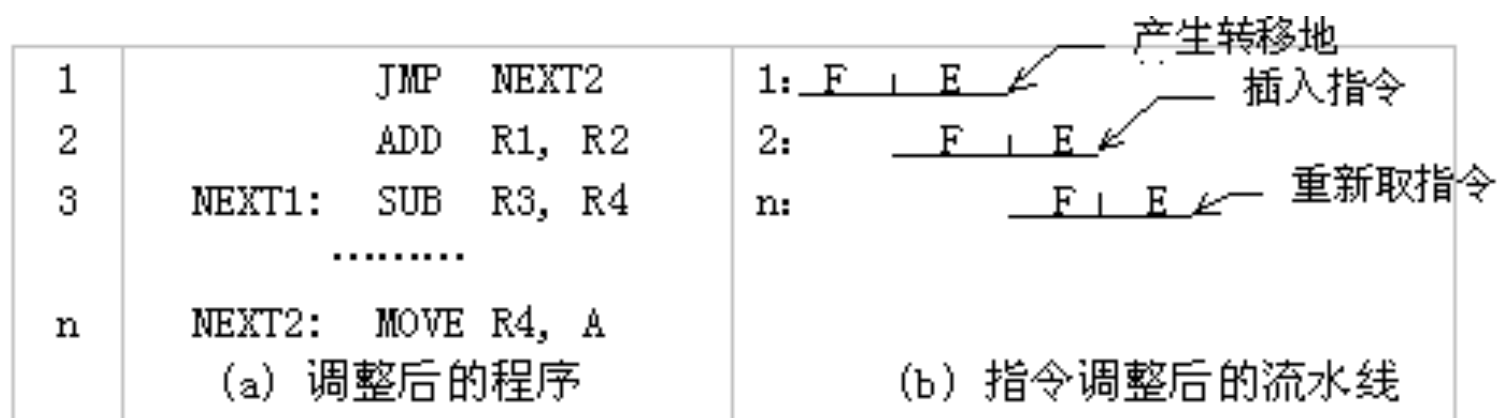 产生转移地
1 JMP NEXT2 1: F E
插入指令
2 ADD R1, R2 2: F E
重新取指令
3 NEXT1: SUB R3, R4 n: F E
………
n NEXT2: MOVE R4, A
(a) 调整后的程序 (b) 指令调整后的流水线